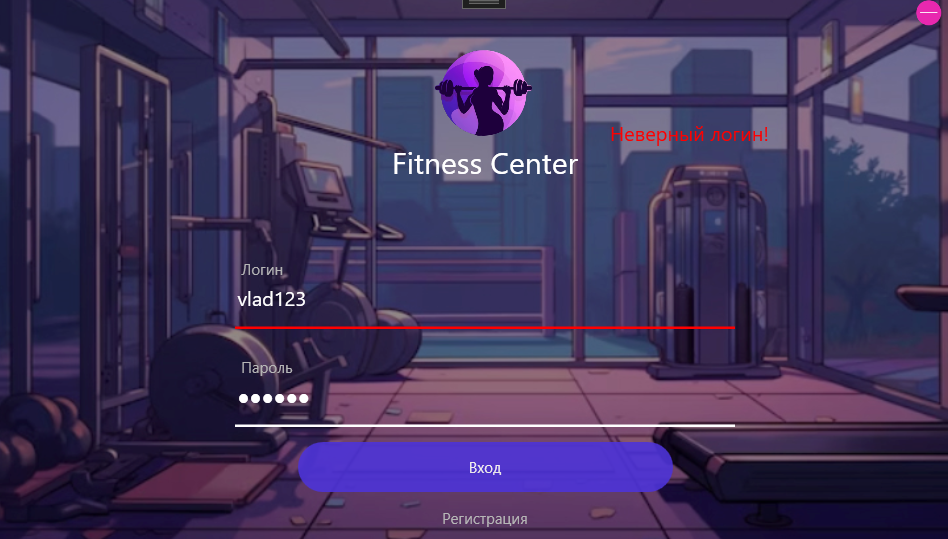 Неверный логин!
Fitness Center
Логин
vlad123
Пароль
●●●●●●
Вход
Регистрация